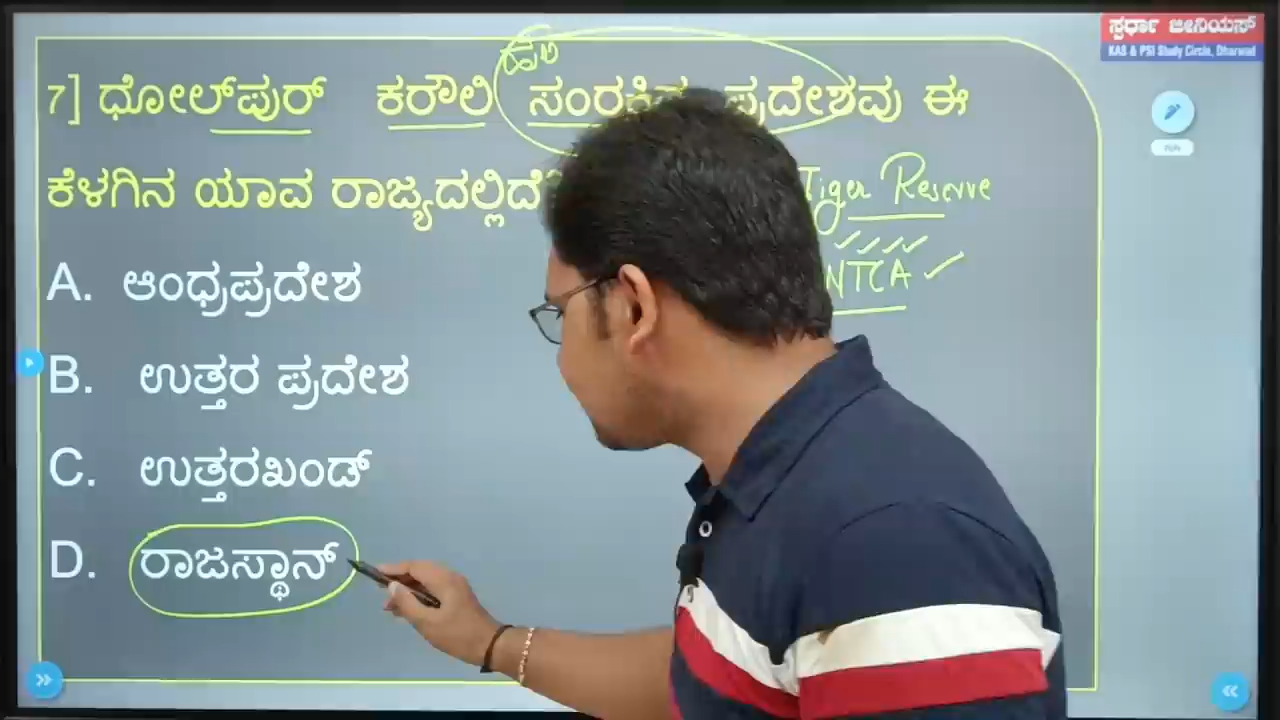 ಸ್ಪರ್ಧಾ ಜೀನಿಯಸ್
KAS & PSI Study Circle, Dharwad
ಹುಲಿ
7] ಧೋಲ್‌ಪುರ್ ಕರೌಲಿ ಪ್ರದೇಶವು ಈ
ಕೆಳಗಿನ ಯಾವ ರಾಜ್ಯದಲ್ಲಿದೆ
Tiger Reserve
NTCA
A. ಆಂಧ್ರಪ್ರದೇಶ
B. ಉತ್ತರ ಪ್ರದೇಶ
C. ಉತ್ತರಖಂಡ್
D. ರಾಜಸ್ಥಾನ್